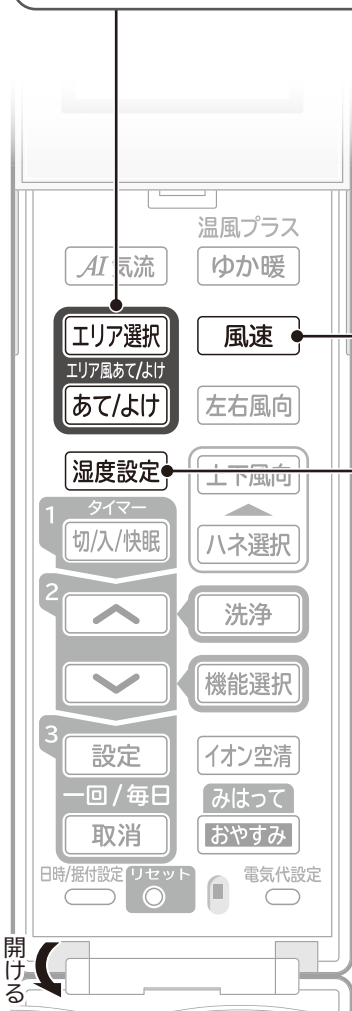 温風プラス
AI気流
ゆか暖
エリア選択
風速
エリア風あて/よけ
あて/よけ
左右風向
湿度設定
上下風向
1
タイマー
切/入/快眠
ハネ選択
2
洗浄
機能選択
3
設定
イオン空清
一回/毎日
みはって
取消
おやすみ
日時/据付設定
リセット
電気代設定
開ける